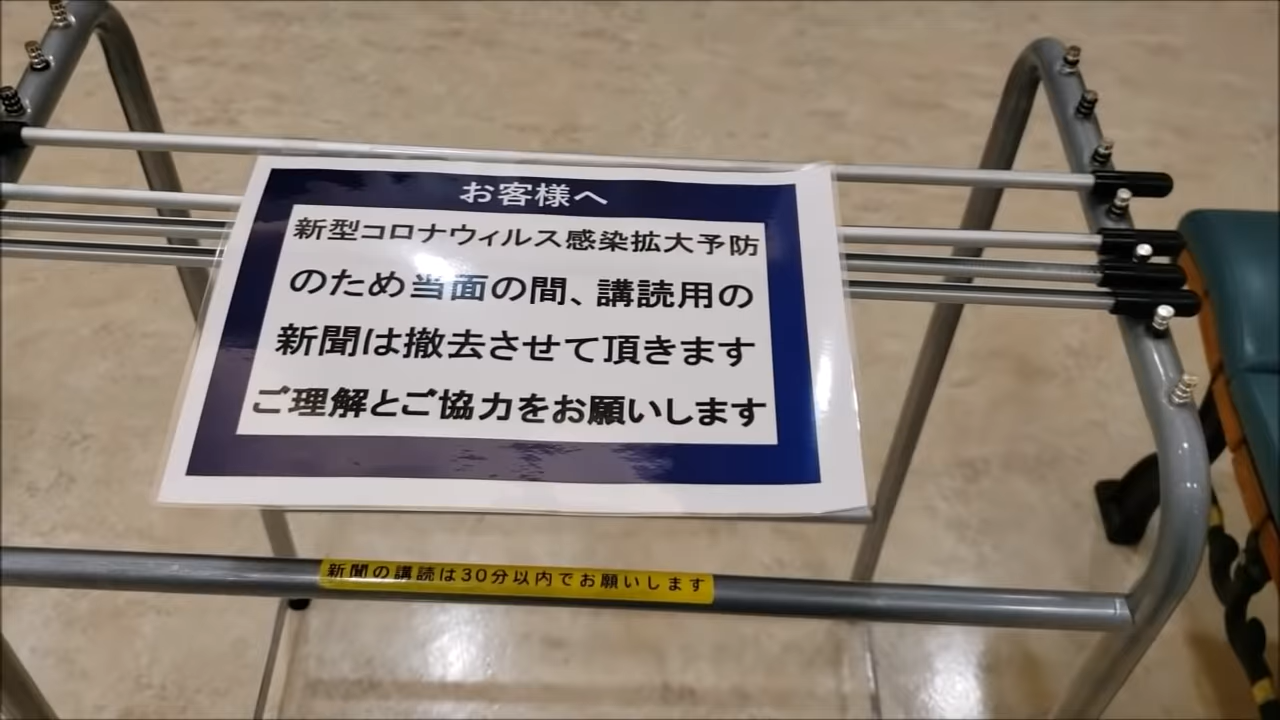 お客様へ
新型コロナウィルス感染拡大予防
のため当面の間、講読用の
新聞は撤去させて頂きます
ご理解とご協力をお願いします
新聞の講読は30分以内でお願いします